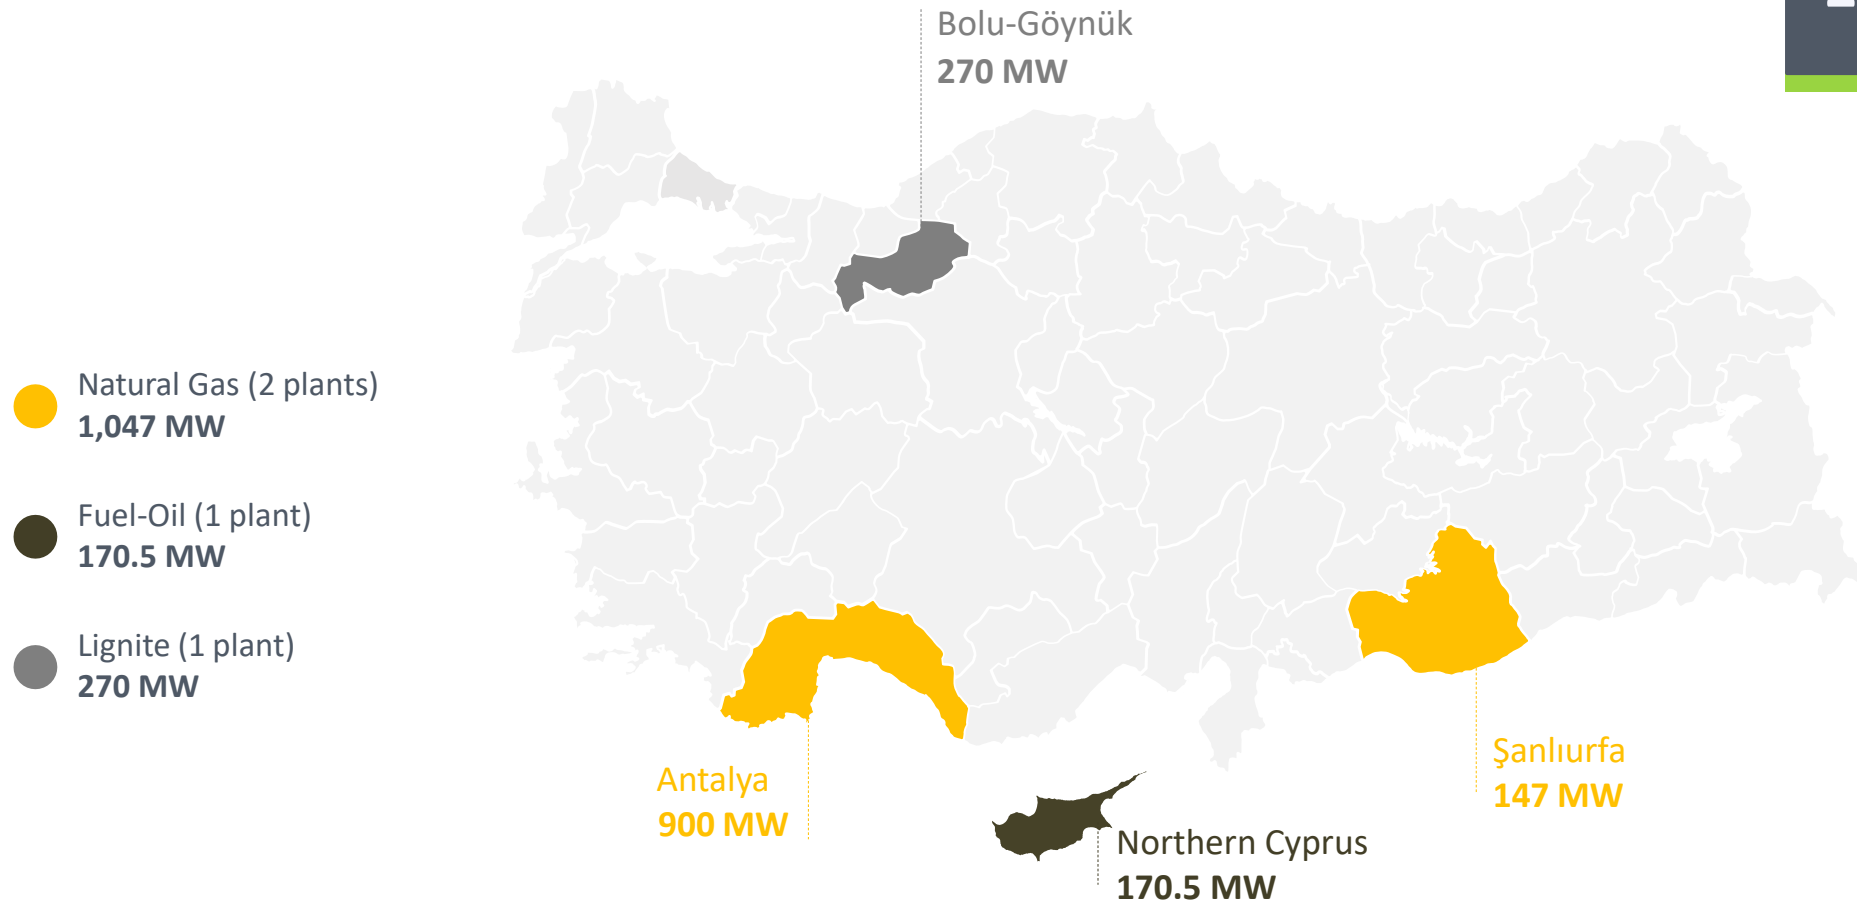 Bolu-Göynük
270 MW
Natural Gas (2 plants)
1,047 MW
Fuel-Oil (1 plant)
170.5 MW
Lignite (1 plant)
270 MW
Antalya
900 MW
Şanlıurfa
147 MW
Northern Cyprus
170.5 MW